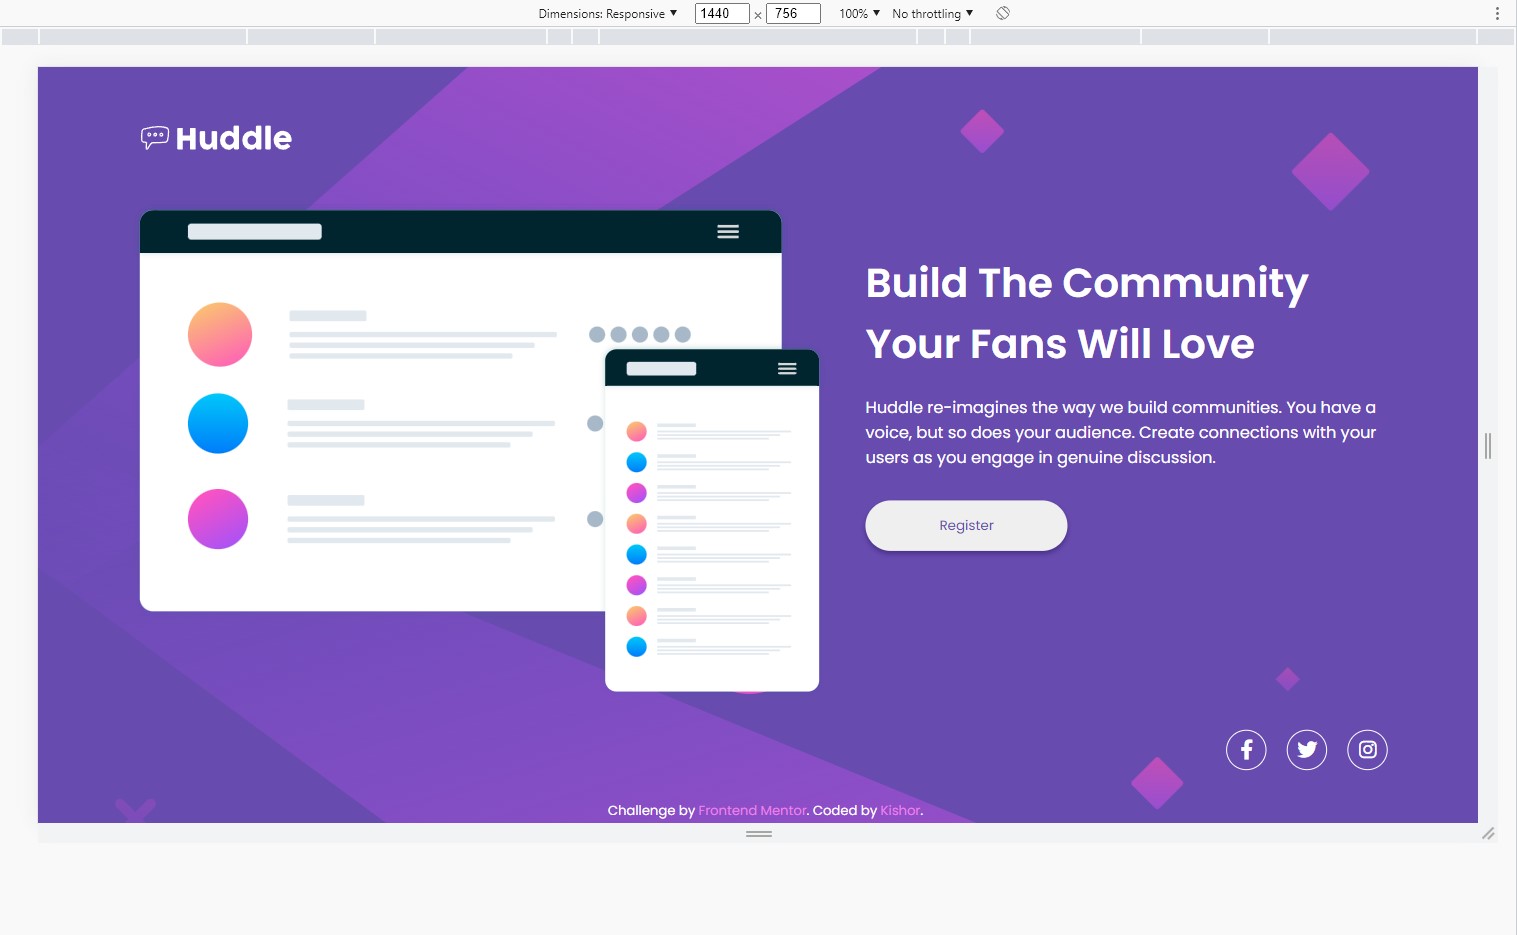 Dimensions: Responsive ▼ 1440 × 756 100% ▼ No throttling ▼
Huddle
Build The Community
Your Fans Will Love
Huddle re-imagines the way we build communities. You have a
voice, but so does your audience. Create connections with your
users as you engage in genuine discussion.
Register
Challenge by Frontend Mentor. Coded by Kishor.